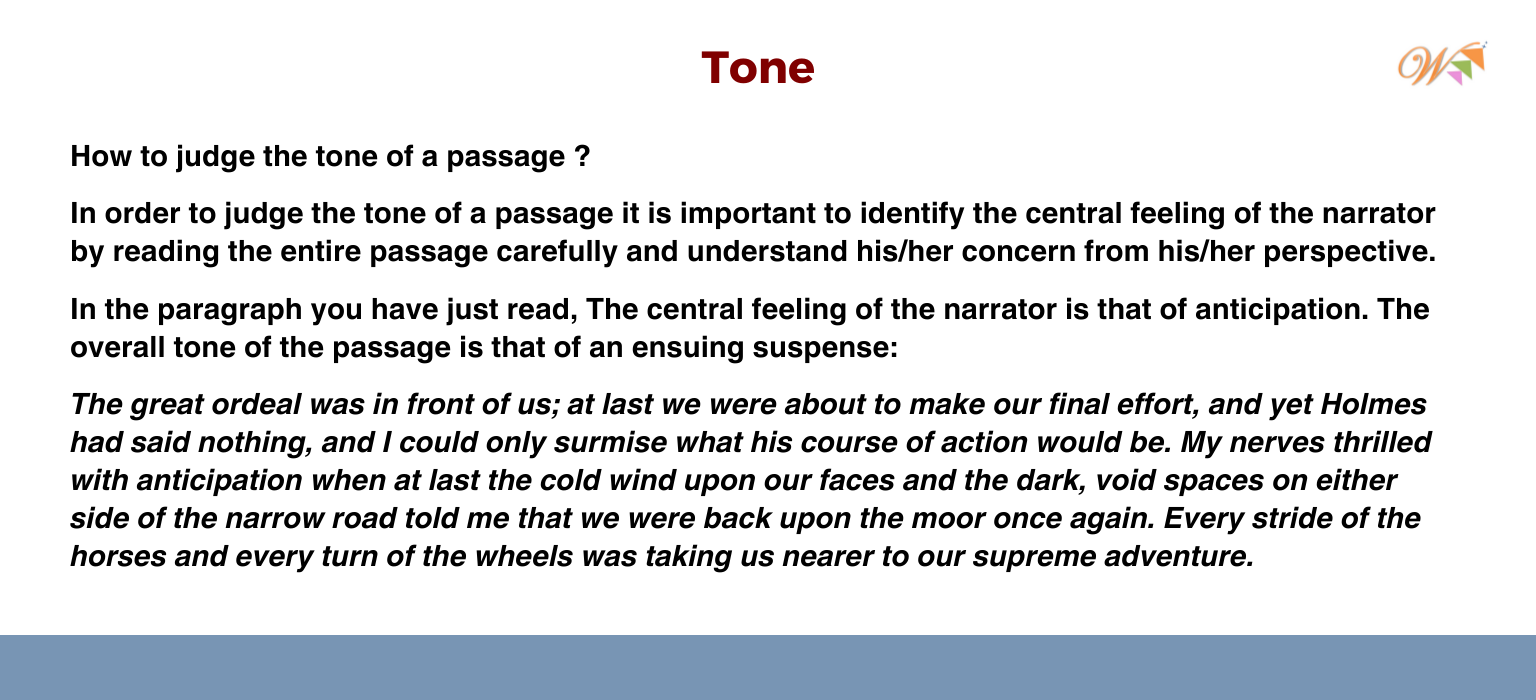 Tone
W
How to judge the tone of a passage ?
In order to judge the tone of a passage it is important to identify the central feeling of the narrator
by reading the entire passage carefully and understand his/her concern from his/her perspective.
In the paragraph you have just read, The central feeling of the narrator is that of anticipation. The
overall tone of the passage is that of an ensuing suspense:
The great ordeal was in front of us; at last we were about to make our final effort, and yet Holmes
had said nothing, and I could only surmise what his course of action would be. My nerves thrilled
with anticipation when at last the cold wind upon our faces and the dark, void spaces on either
side of the narrow road told me that we were back upon the moor once again. Every stride of the
horses and every turn of the wheels was taking us nearer to our supreme adventure.